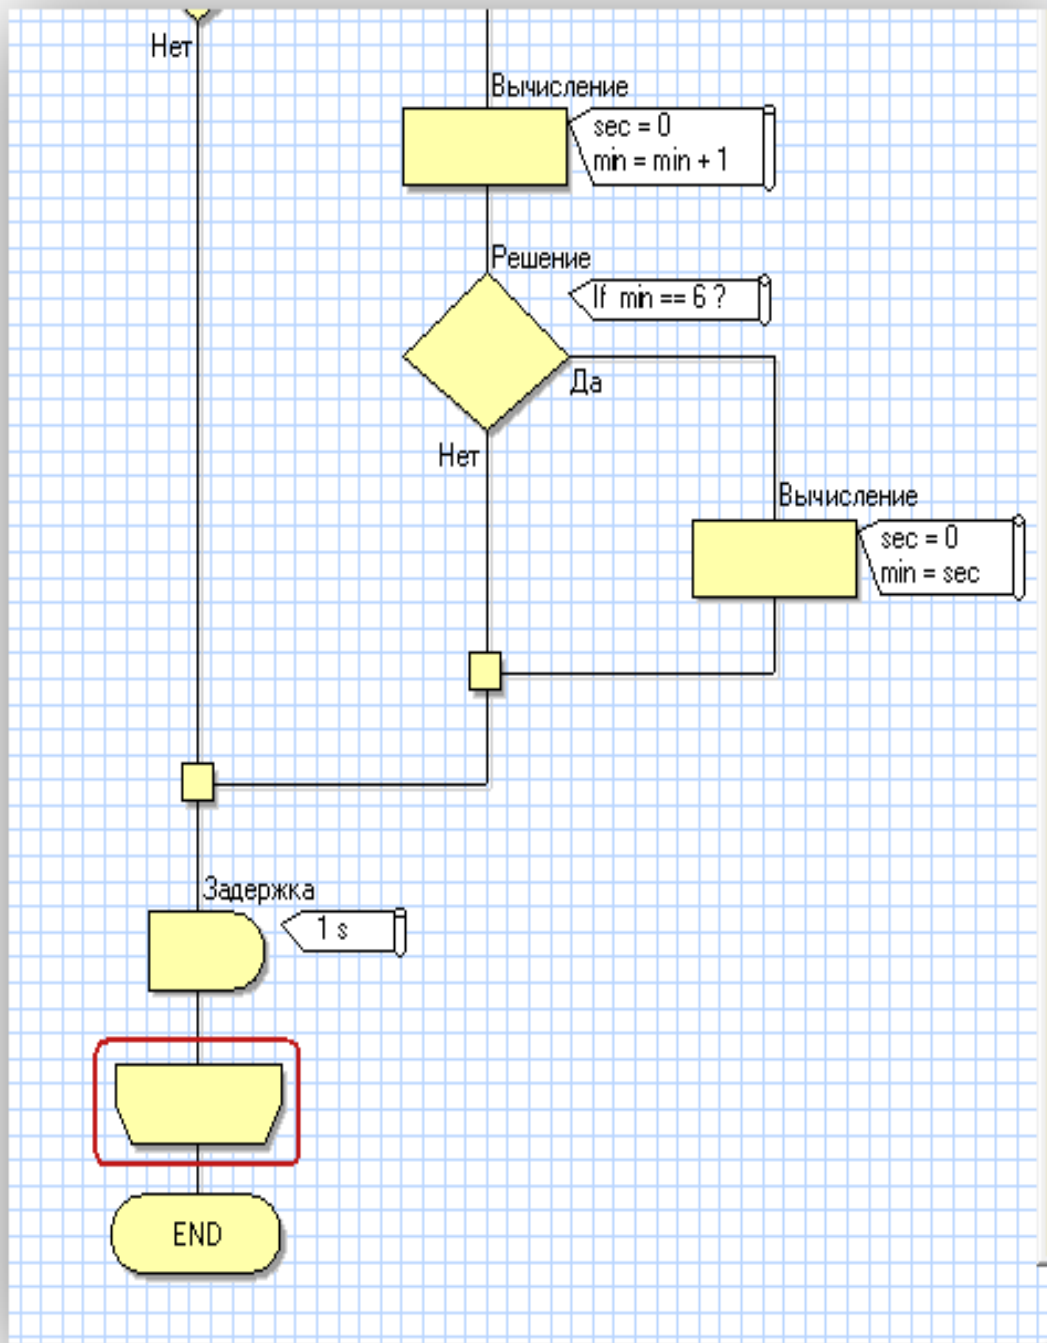 Нет
Вычисление
sec = 0
min = min + 1
Решение
If min == 6 ?
Да
Нет
Вычисление
sec = 0
min = sec
Задержка
1 s
END